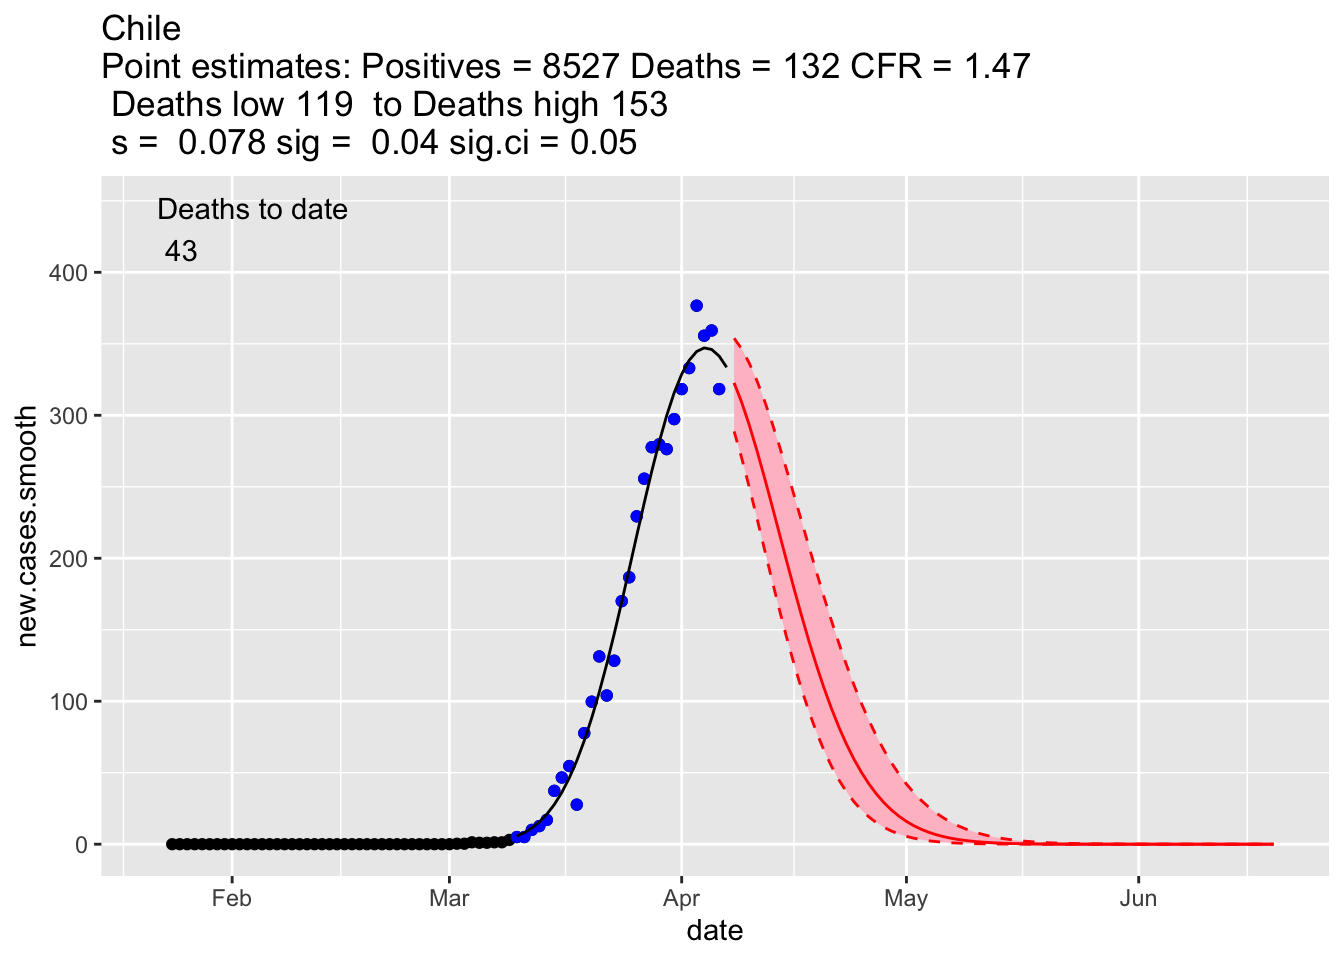 Chile
Point estimates: Positives = 8527 Deaths = 132 CFR = 1.47
Deaths low 119  to Deaths high 153
s =  0.078 sig =  0.04 sig.ci = 0.05
Deaths to date
43
new.cases.smooth
400
300
200
100
0
Feb
Mar
Apr
May
Jun
date